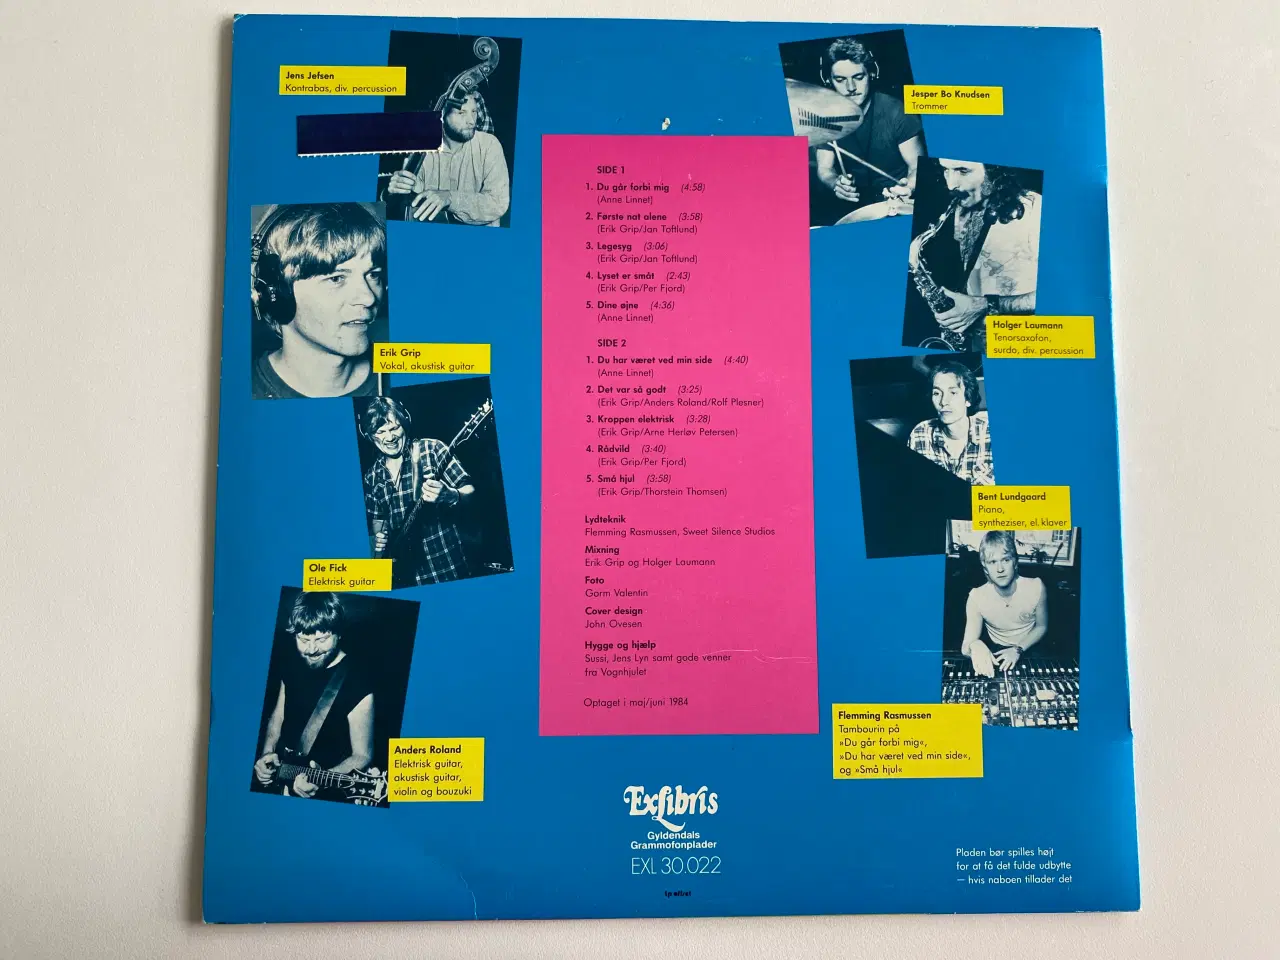 Jens Jefsen
Kontrabas, div. percussion
Erik Grip
Vokal, akustisk guitar
Ole Fick
Elektrisk guitar
Anders Roland
Elektrisk guitar,
akustisk guitar,
violin og bouzuki
SIDE 1
1. Du går forbi mig (4:58)
(Anne Linnet)
2. Første nat alene (3:58)
(Erik Grip/Jan Toftlund)
3. Legesyg (3:06)
(Erik Grip/Jan Toftlund)
4. Lyset er småt (2:43)
(Erik Grip/Per Fjord)
5. Dine øjne (4:36)
(Anne Linnet)
SIDE 2
1. Du har været ved min side (4:40)
(Anne Linnet)
2. Det var så godt (3:25)
(Erik Grip/Anders Roland/Rolf Plesner)
3. Kroppen elektrisk (3:28)
(Erik Grip/Arne Herløv Petersen)
4. Rådvild (3:40)
(Erik Grip/Per Fjord)
5. Små hjul (3:58)
(Erik Grip/Thorstein Thomsen)
Lydteknik
Flemming Rasmussen, Sweet Silence Studios
Mixning
Erik Grip og Holger Laumann
Foto
Gorm Valentin
Cover design
John Ovesen
Hygge og hjælp
Sussi, Jens Lyn samt gode venner
fra Vognhjulet
Optaget i maj/juni 1984
Jesper Bo Knudsen
Trommer
Holger Laumann
Tenorsaxofon,
surdo, div. percussion
Bent Lundgaard
Piano,
syntheziser, el. klaver
Flemming Rasmussen
Tambourin på
»Du går forbi mig«,
»Du har været ved min side«,
og »Små hjul«
ExLibris
Gyldendals
Grammofonplader
EXL 30.022
Pladen bør spilles højt
for at få det fulde udbytte
— hvis naboen tillader det